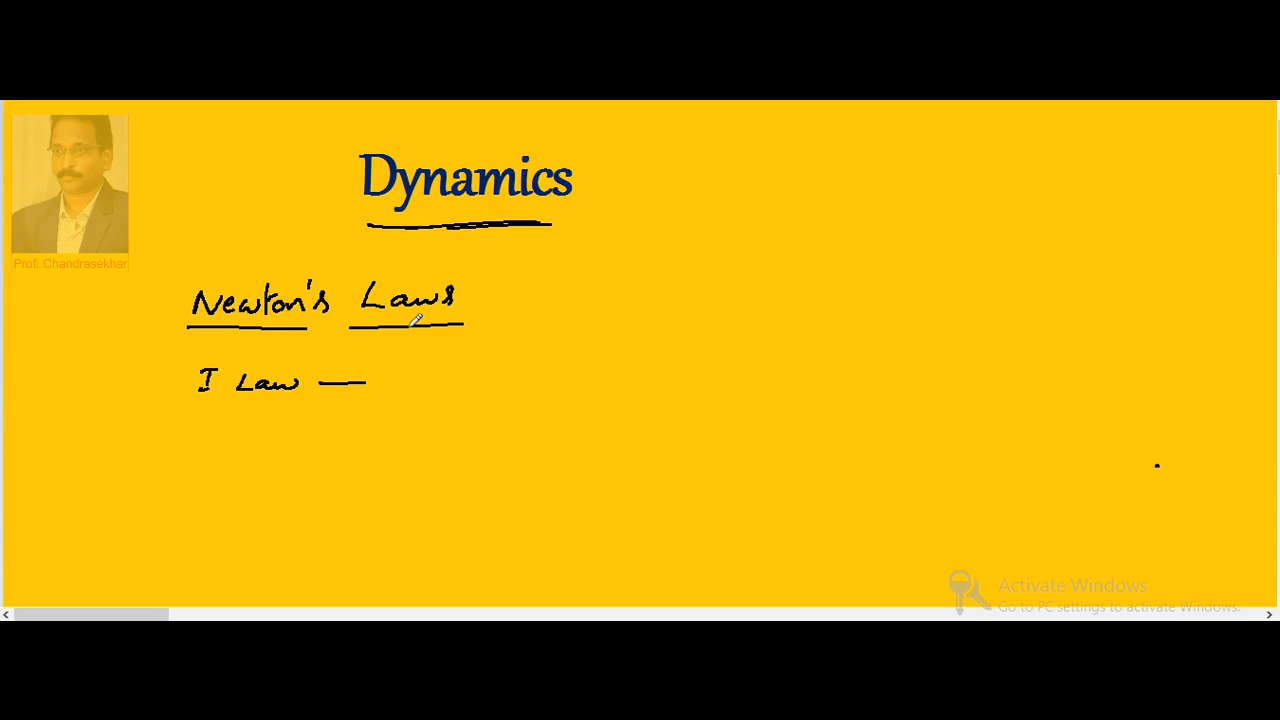 Dynamics
Prof. Chandrasekhar
Newton's Laws
I Law —
Activate Windows
Go to PC settings to activate Windows.